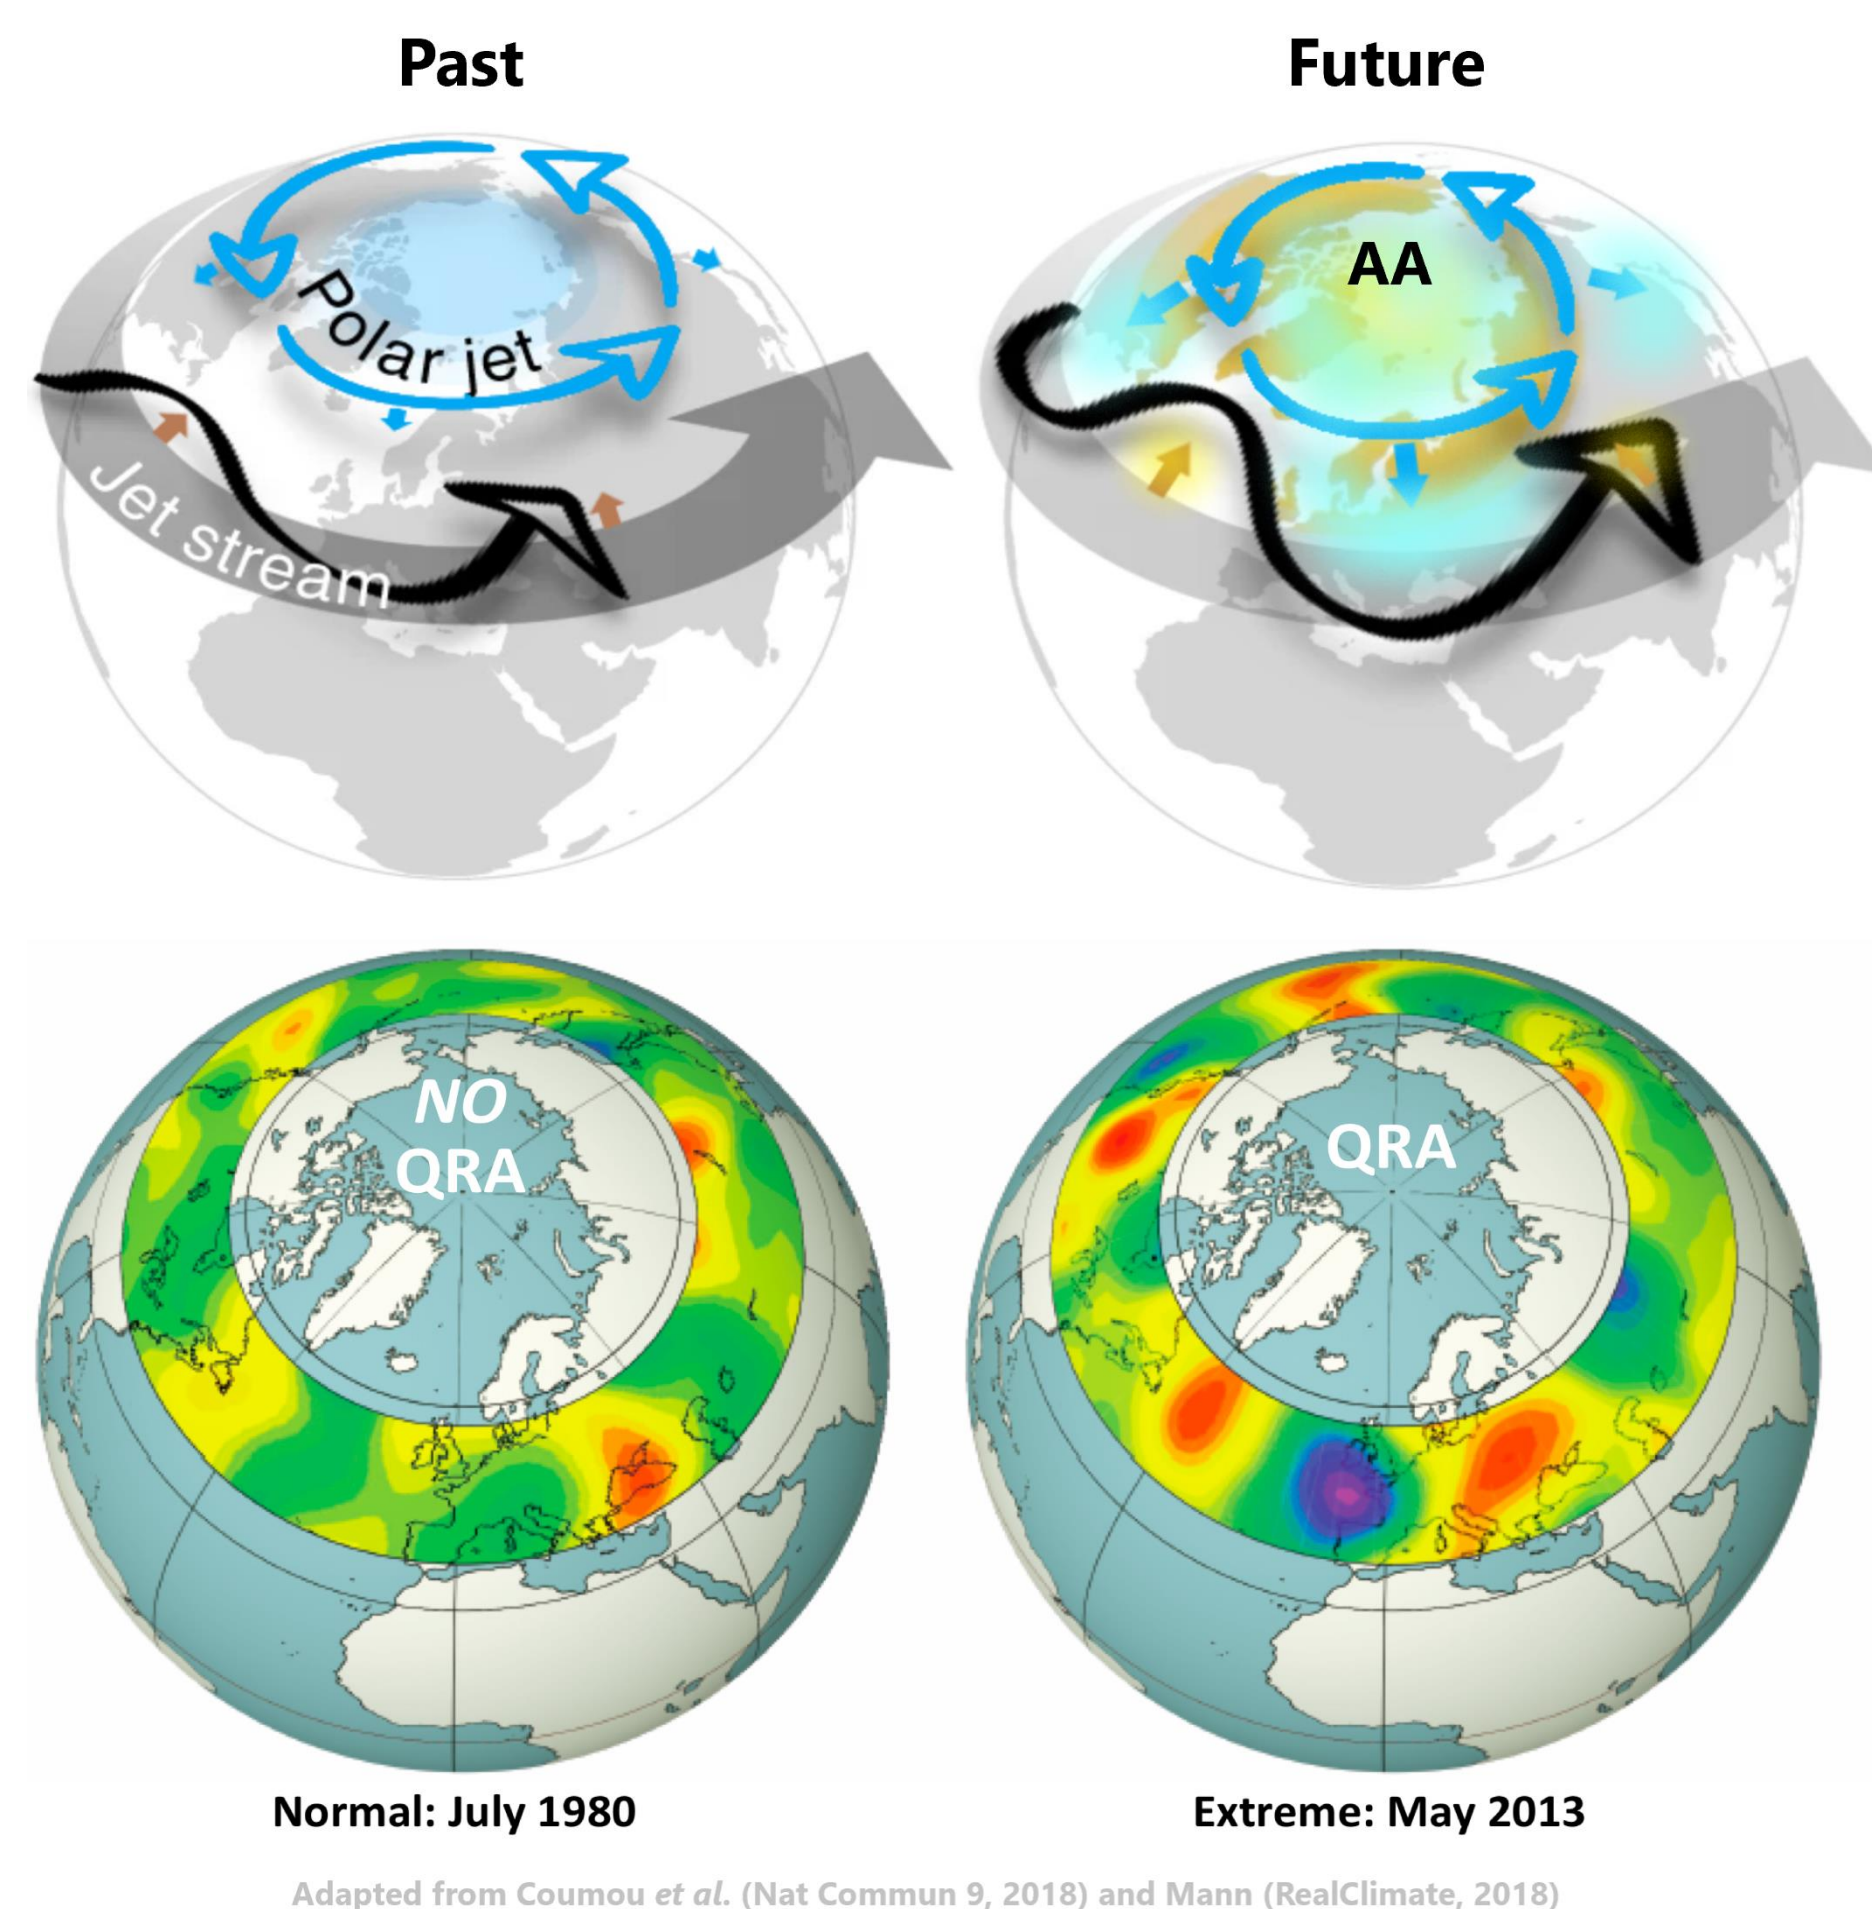 Past
Future
Polar jet
AA
Jet stream
NO
QRA
QRA
Normal: July 1980
Extreme: May 2013
Adapted from Coumou et al. (Nat Commun 9, 2018) and Mann (RealClimate, 2018)